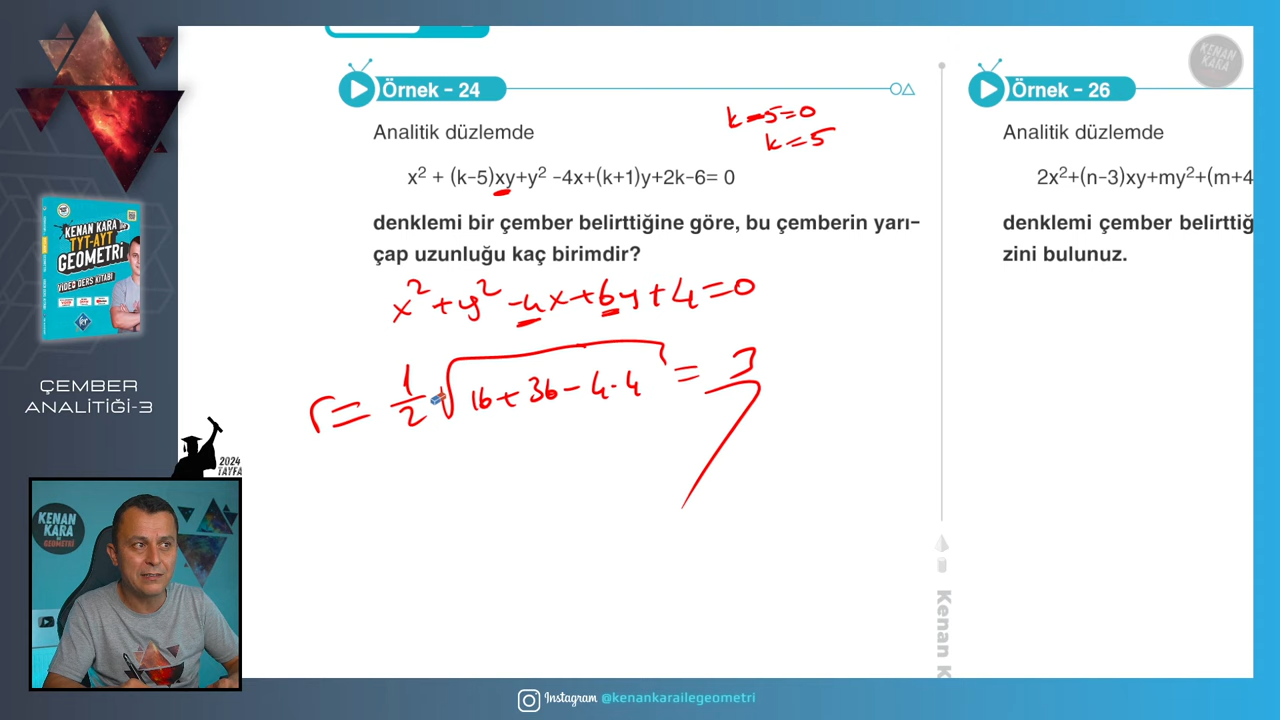 KENAN KARA
Örnek - 24
k-5=0
k=5
Analitik düzlemde
x² + (k-5)xy+y² -4x+(k+1)y+2k-6= 0
denklemi bir çember belirttiğine göre, bu çemberin yarı-
çap uzunluğu kaç birimdir?
x²+y²-4x+6y+4=0
r = 1/2 √16+36-4.4 = 3
Örnek - 26
Analitik düzlemde
2x²+(n-3)xy+my²+(m+4
denklemi çember belirttiğ
zini bulunuz.
KENAN KARA
TYT-AYT
GEOMETRİ
VİDEO DERS KİTABI
ÇEMBER
ANALİTİĞİ-3
2024
TAYFA
KENAN
KARA
GEOMETRİ
Kenan K
Instagram @kenankarailegeometri